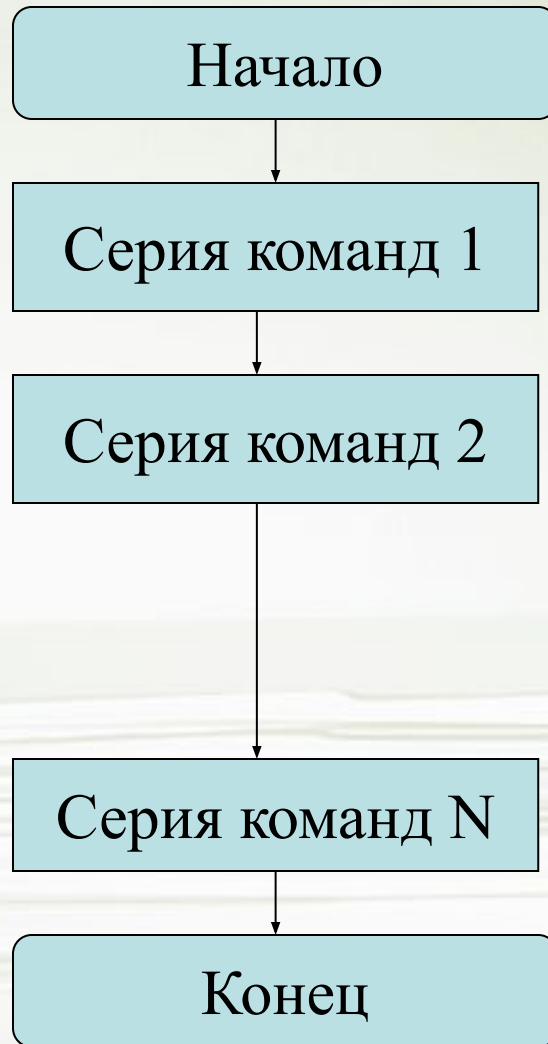 Начало
Серия команд 1
Серия команд 2
Серия команд N
Конец